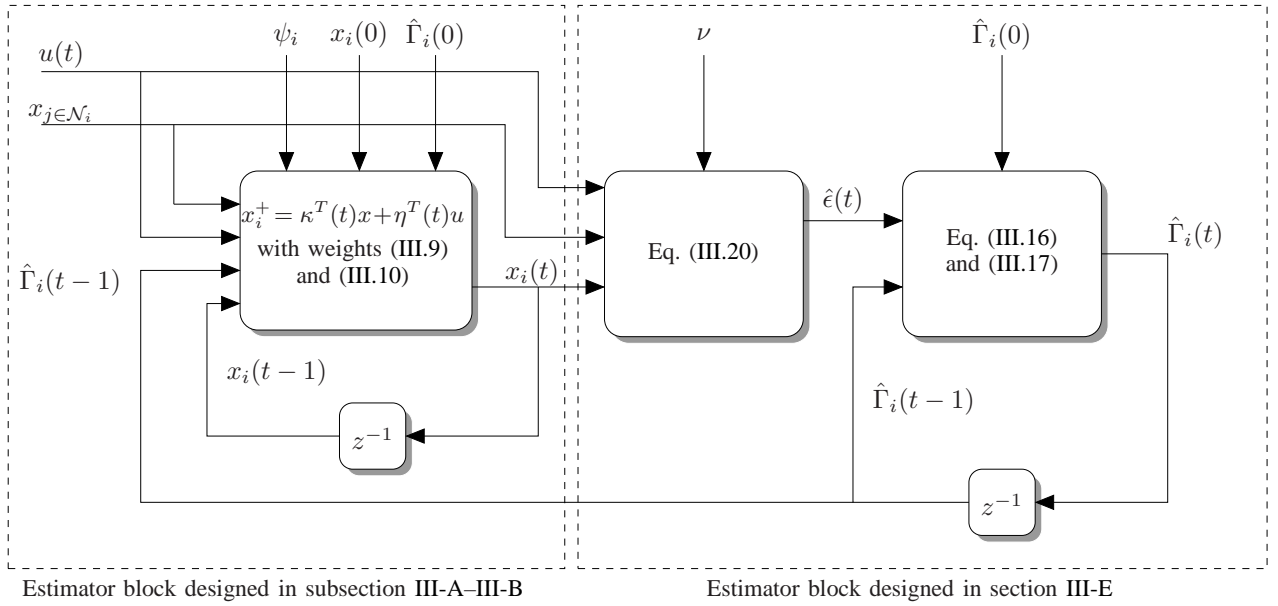 ψ_i x_i(0) Γ̂_i(0) ν Γ̂_i(0)
u(t)
x_{j∈𝒩_i}
x_i^+ = κ^T(t)x+η^T(t)u
with weights (III.9)
and (III.10)
Γ̂_i(t − 1)
x_i(t)
x_i(t − 1)
z^{−1}
Eq. (III.20)
ϵ̂(t)
Eq. (III.16)
and (III.17)
Γ̂_i(t)
Γ̂_i(t − 1)
z^{−1}
Estimator block designed in subsection III-A–III-B
Estimator block designed in section III-E